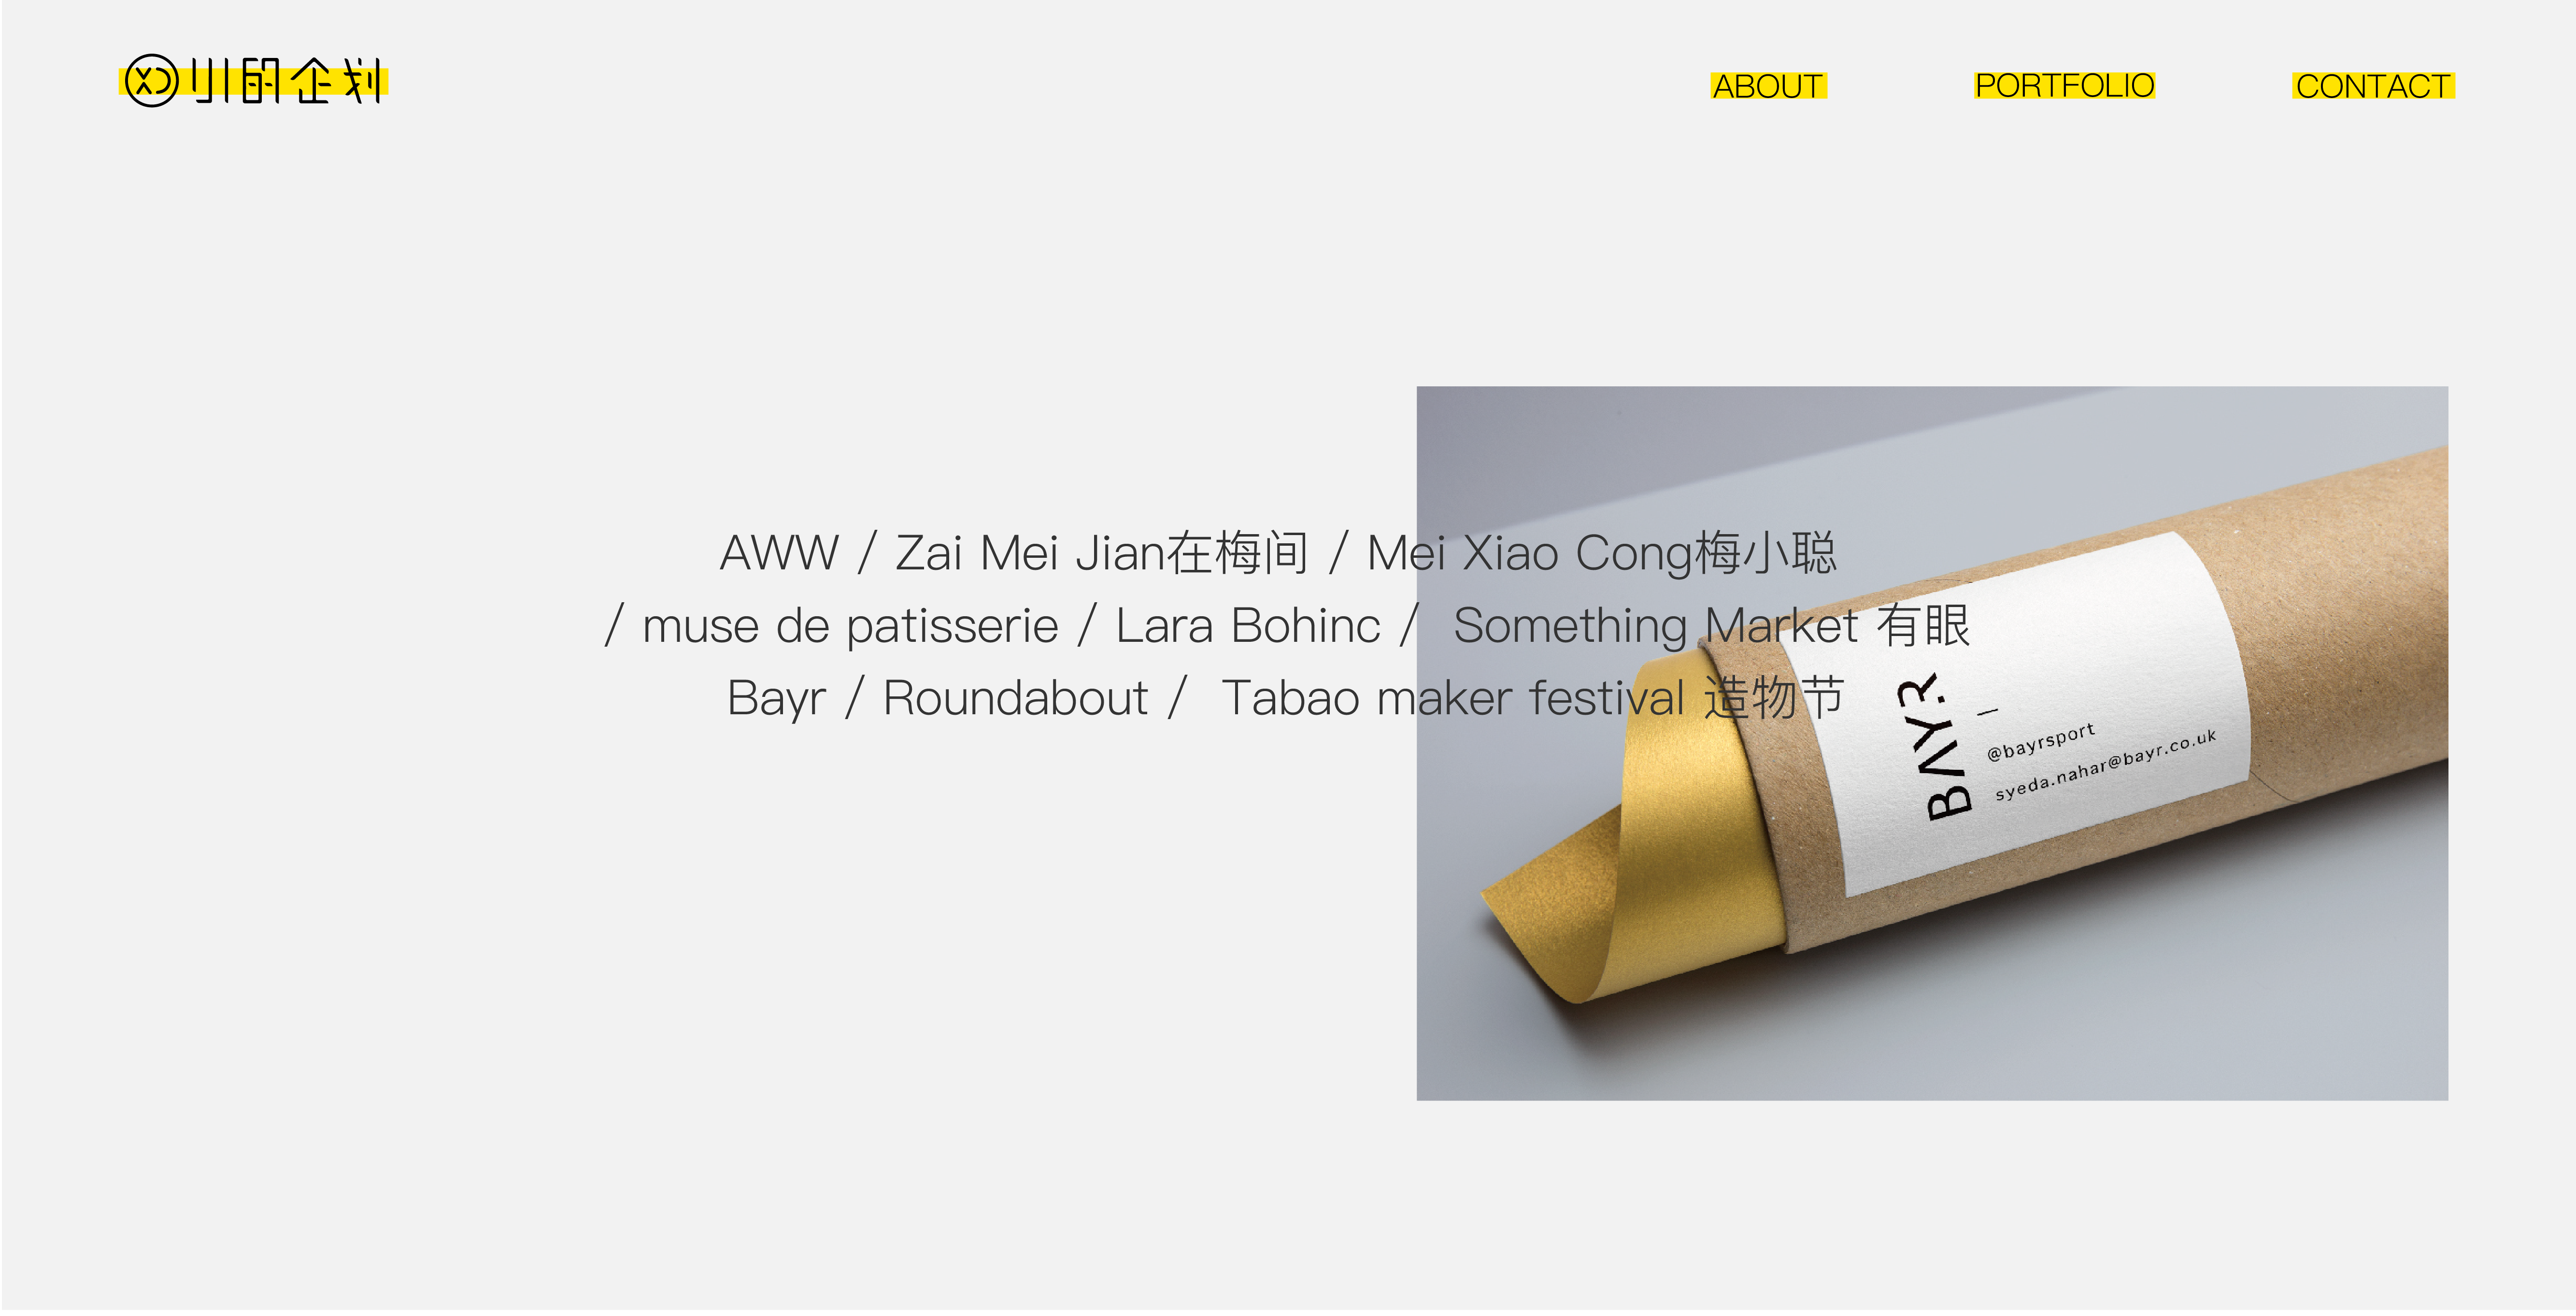 XD 小的企划
ABOUT
PORTFOLIO
CONTACT
AWW / Zai Mei Jian在梅间 / Mei Xiao Cong梅小聪
/ muse de patisserie / Lara Bohinc / Something Market 有眼
Bayr / Roundabout / Tabao maker festival 造物节
BAYR
@bayrsport
syeda.nahar@bayr.co.uk